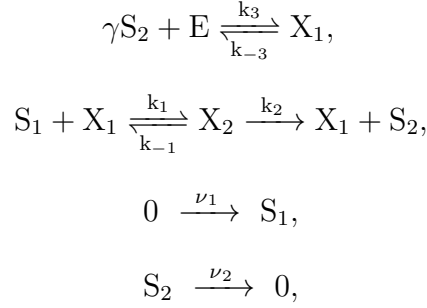 γS₂ + E ⇌ X₁, k₃ k₋₃
S₁ + X₁ ⇌ X₂ → X₁ + S₂, k₁ k₋₁ k₂
0 → S₁, ν₁
S₂ → 0, ν₂